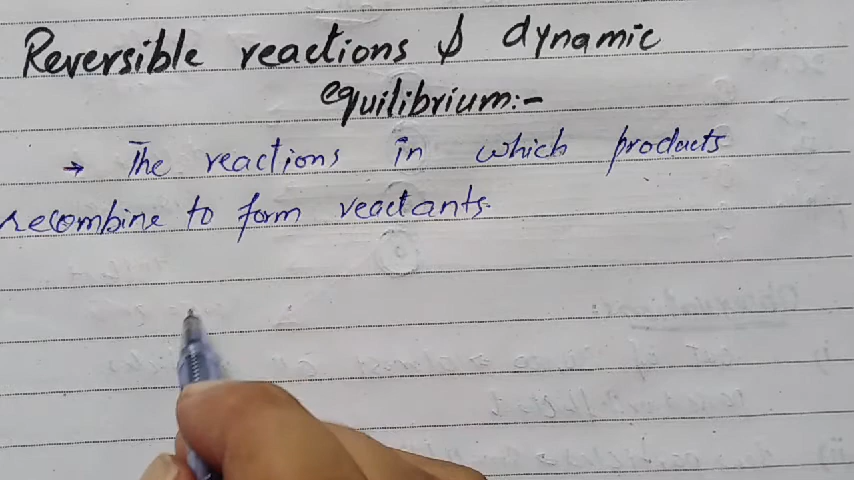 Reversible reactions & dynamic
equilibrium:-
→ The reactions in which products
recombine to form reactants.